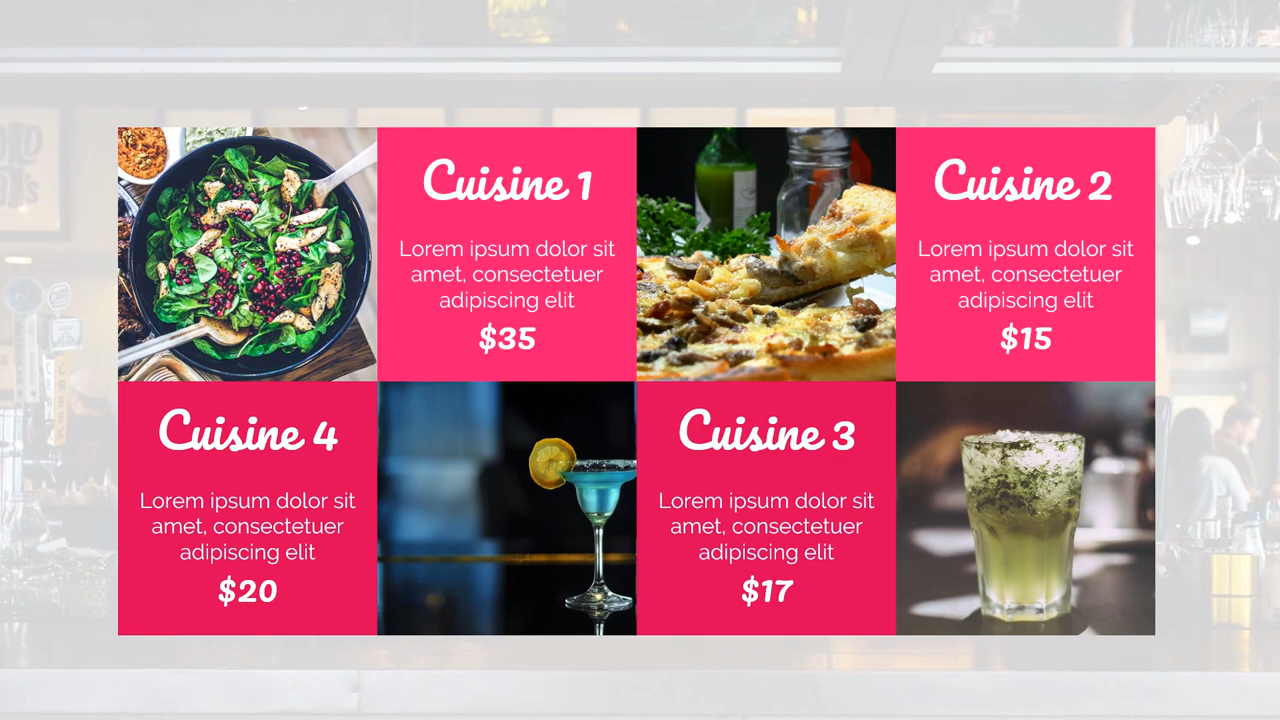 Cuisine 1
Lorem ipsum dolor sit
amet, consectetuer
adipiscing elit
$35
Cuisine 2
Lorem ipsum dolor sit
amet, consectetuer
adipiscing elit
$15
Cuisine 4
Lorem ipsum dolor sit
amet, consectetuer
adipiscing elit
$20
Cuisine 3
Lorem ipsum dolor sit
amet, consectetuer
adipiscing elit
$17